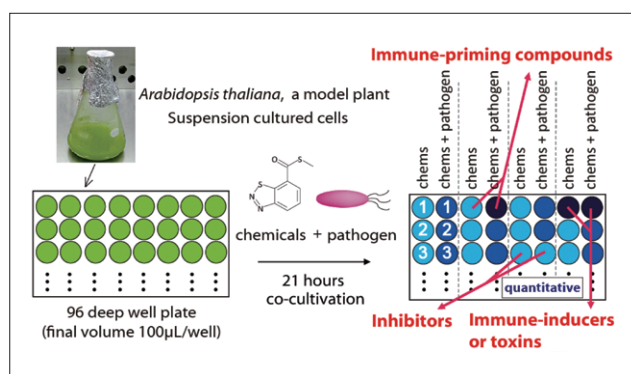 Immune-priming compounds
Arabidopsis thaliana, a model plant
Suspension cultured cells
chems
chems + pathogen
chems
chems + pathogen
chems
chems + pathogen
chems
chems + pathogen
O
S
S
N
N
chemicals + pathogen
21 hours
co-cultivation
1 1
2 2
3 3
quantitative
96 deep well plate
(final volume 100µL/well)
Inhibitors
Immune-inducers
or toxins